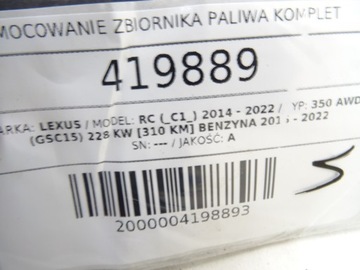 MOCOWANIE ZBIORNIKA PALIWA KOMPLET
419889
ARKA: LEXUS / MODEL: RC (_C1_) 2014 - 2022 / YP: 350 AWD
(GSC15) 228 KW [310 KM] BENZYNA - 2022
SN: --- / JAKOŚĆ: A
S
2000004198893